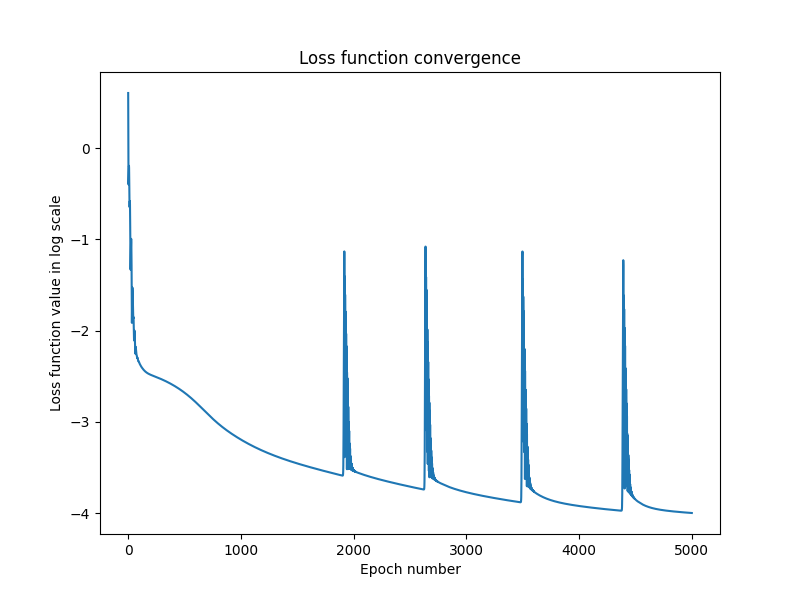 Loss function convergence
Loss function value in log scale
0
−1
−2
−3
−4
0 1000 2000 3000 4000 5000
Epoch number